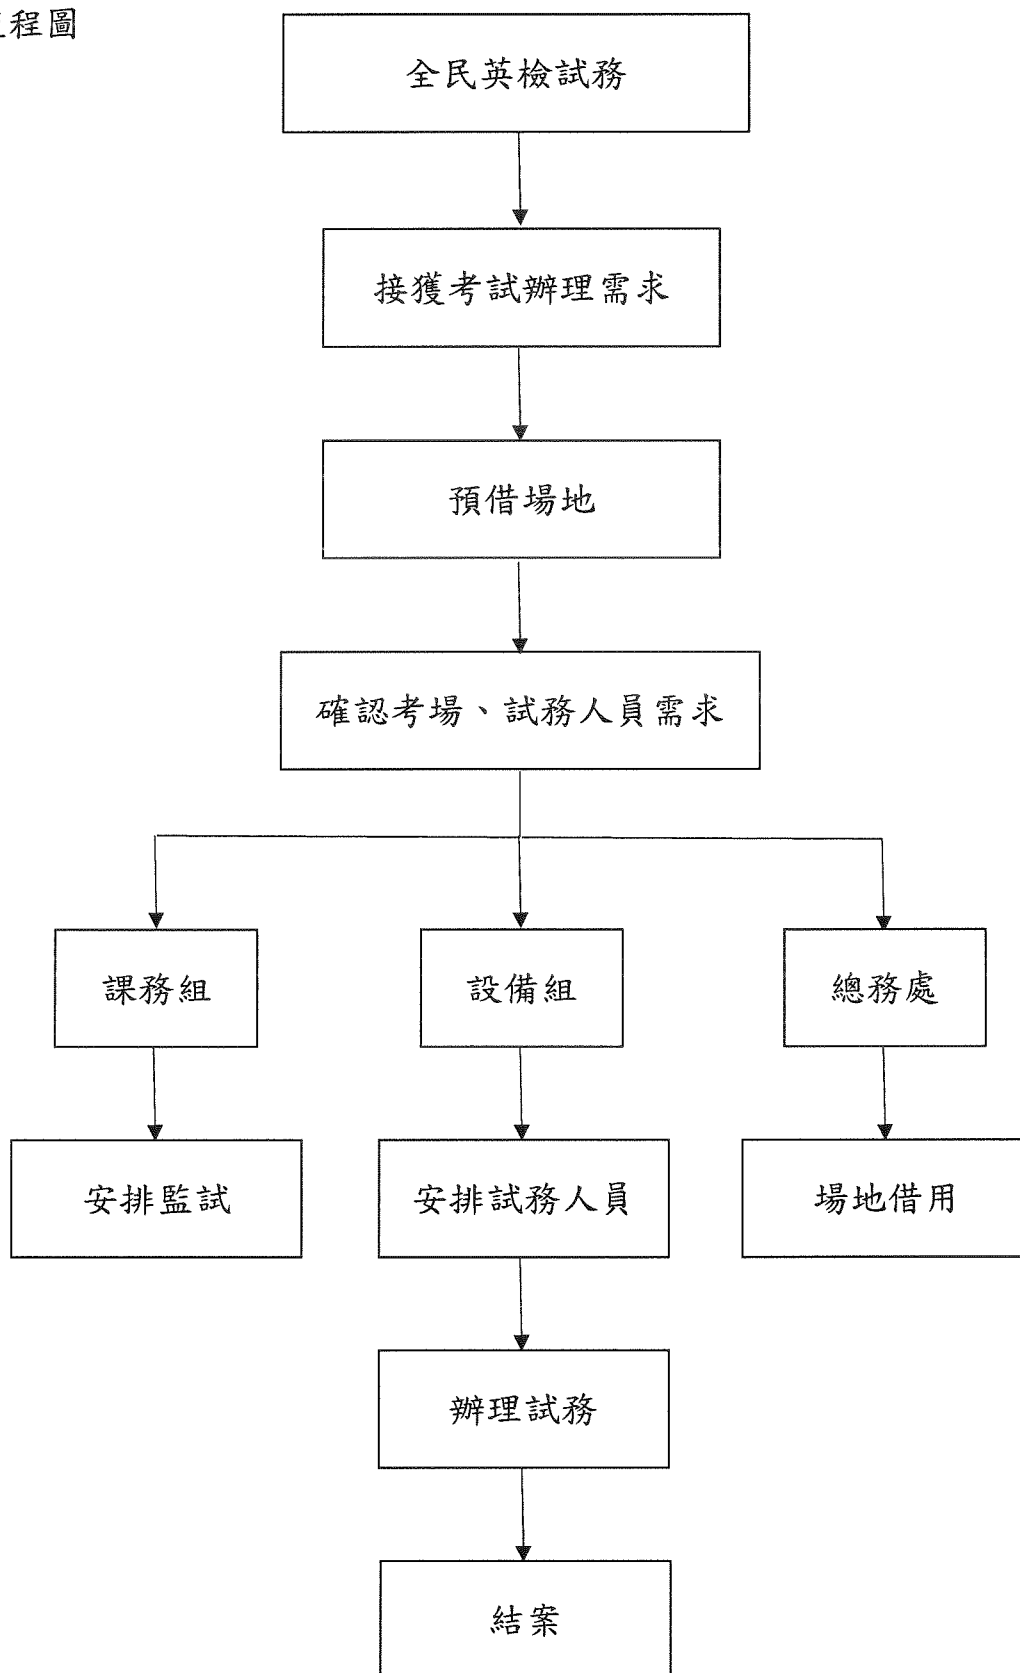 程圖
全民英檢試務
接獲考試辦理需求
預借場地
確認考場、試務人員需求
課務組
設備組
總務處
安排監試
安排試務人員
場地借用
辦理試務
結案